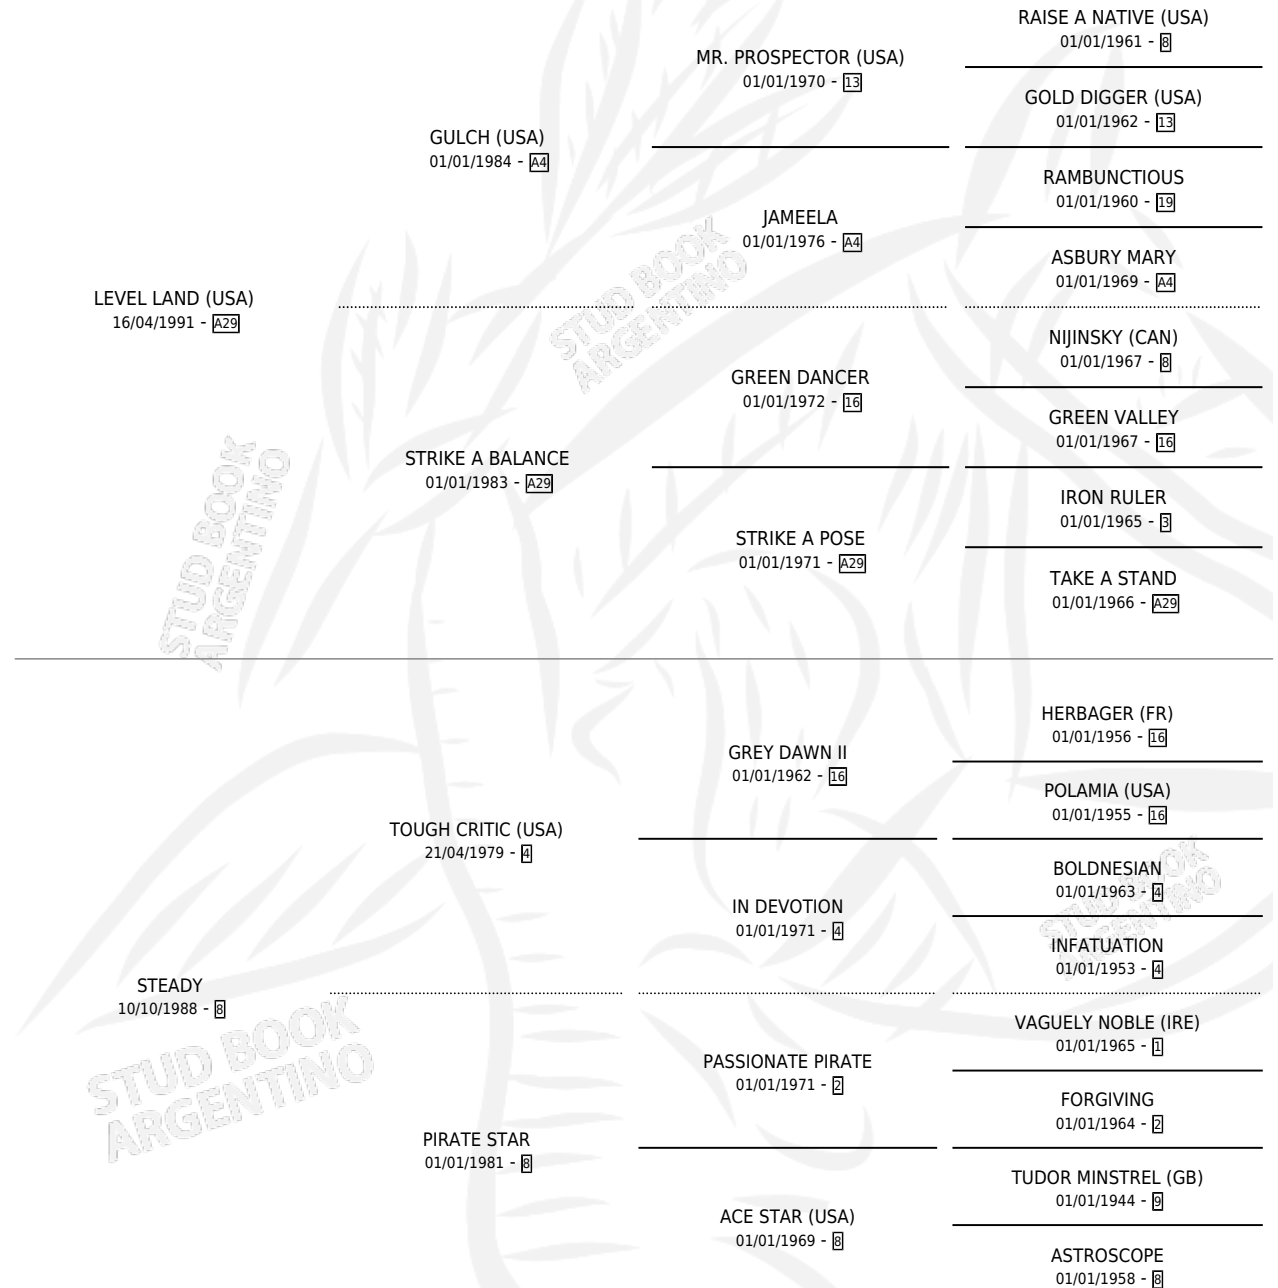 RAISE A NATIVE (USA)
01/01/1961 - 8
MR. PROSPECTOR (USA)
01/01/1970 - 13
GOLD DIGGER (USA)
01/01/1962 - 13
GULCH (USA)
01/01/1984 - A4
RAMBUNCTIOUS
01/01/1960 - 19
JAMEELA
01/01/1976 - A4
ASBURY MARY
01/01/1969 - A4
LEVEL LAND (USA)
16/04/1991 - A29
NIJINSKY (CAN)
01/01/1967 - 8
GREEN DANCER
01/01/1972 - 16
GREEN VALLEY
01/01/1967 - 16
STRIKE A BALANCE
01/01/1983 - A29
IRON RULER
01/01/1965 - 3
STRIKE A POSE
01/01/1971 - A29
TAKE A STAND
01/01/1966 - A29
HERBAGER (FR)
01/01/1956 - 16
GREY DAWN II
01/01/1962 - 16
POLAMIA (USA)
01/01/1955 - 16
TOUGH CRITIC (USA)
21/04/1979 - 4
BOLDNESIAN
01/01/1963 - 4
IN DEVOTION
01/01/1971 - 4
INFATUATION
01/01/1953 - 4
STEADY
10/10/1988 - 8
VAGUELY NOBLE (IRE)
01/01/1965 - 1
PASSIONATE PIRATE
01/01/1971 - 2
FORGIVING
01/01/1964 - 2
PIRATE STAR
01/01/1981 - 8
TUDOR MINSTREL (GB)
01/01/1944 - 9
ACE STAR (USA)
01/01/1969 - 8
ASTROSCOPE
01/01/1958 - 8
STUD BOOK
ARGENTINO
STUD BOOK
ARGENTINO
STUD BOOK
ARGENTINO
STUD BOOK
ARGENTINO